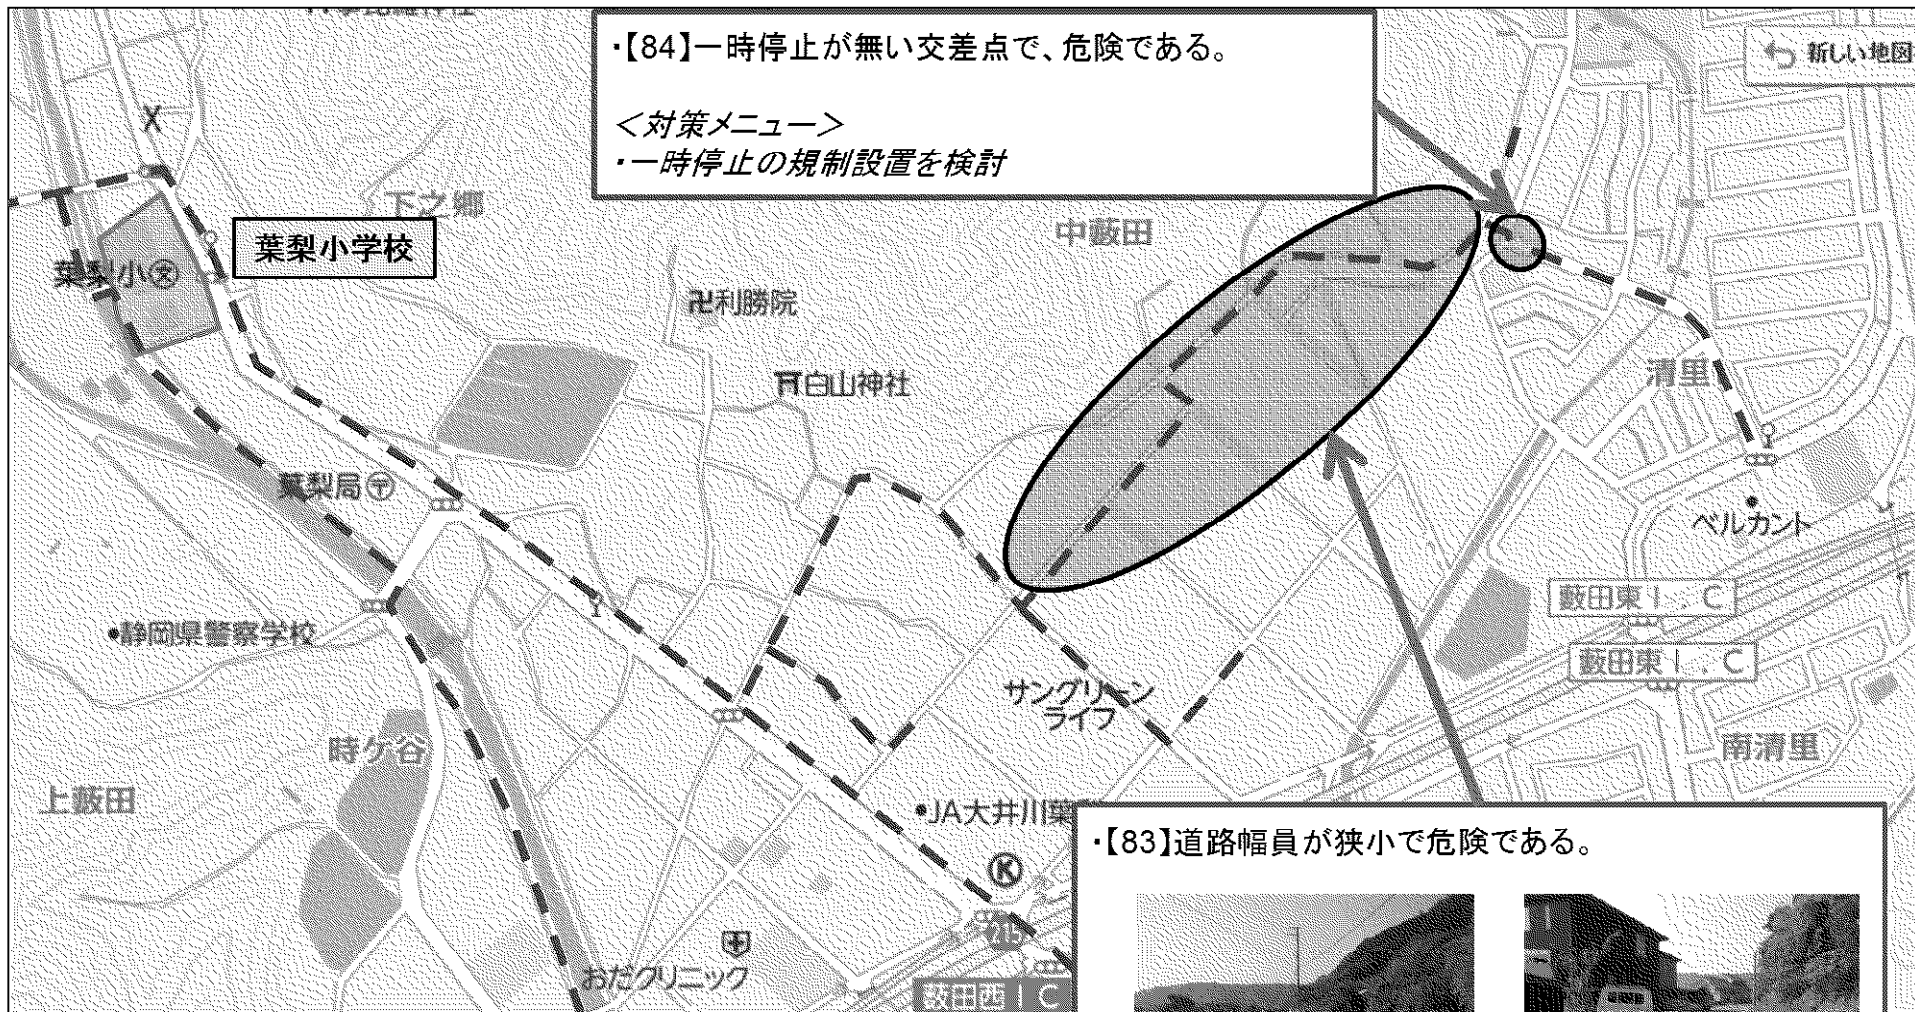 ・【84】一時停止が無い交差点で、危険である。
＜対策メニュー＞
・一時停止の規制設置を検討
新しい地図
下之郷
葉梨小学校
葉梨小
中藪田
卍利勝院
白山神社
清里
葉梨局
ベルカント
静岡県警察学校
藪田東I．C
藪田東I．C
サングリーン
ライフ
時ケ谷
南清里
上藪田
JA大井川葉
・【83】道路幅員が狭小で危険である。
215
おだクリニック
藪田西I C